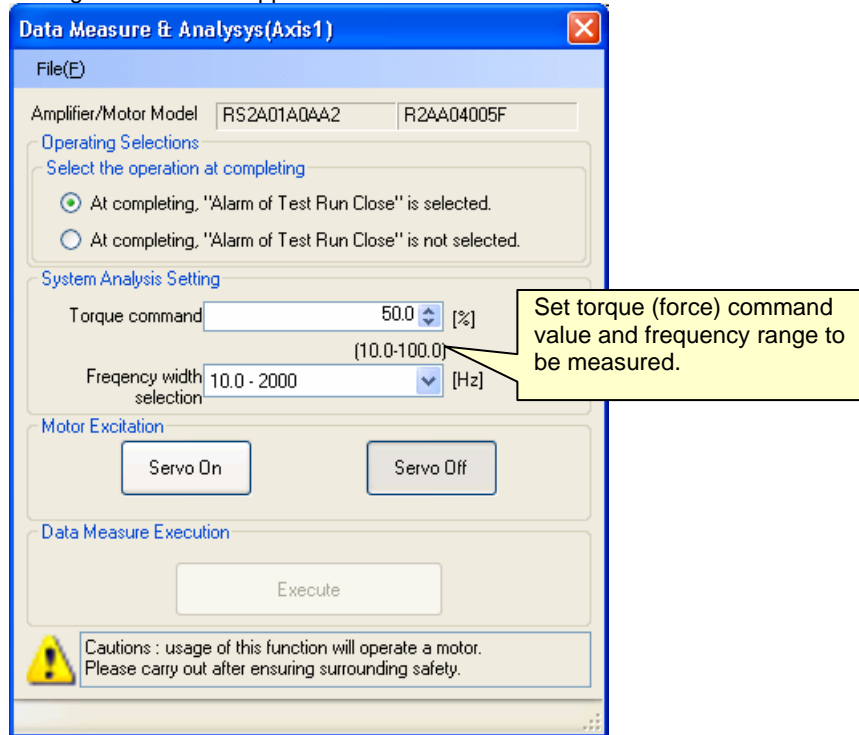 Data Measure & Analysys(Axis1)
File(F)
Amplifier/Motor Model RS2A01A0AA2 R2AA04005F
Operating Selections
Select the operation at completing
At completing, "Alarm of Test Run Close" is selected.
At completing, "Alarm of Test Run Close" is not selected.
System Analysis Setting
Torque command 50.0 [%]
(10.0-100.0)
Freqency width selection 10.0 - 2000 [Hz]
Set torque (force) command
value and frequency range to
be measured.
Motor Excitation
Servo On Servo Off
Data Measure Execution
Execute
Cautions : usage of this function will operate a motor.
Please carry out after ensuring surrounding safety.